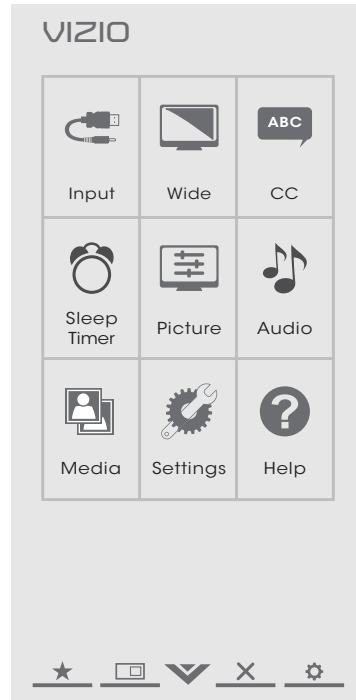 VIZIO
Input
Wide
ABC
CC
Sleep
Timer
Picture
Audio
Media
Settings
Help